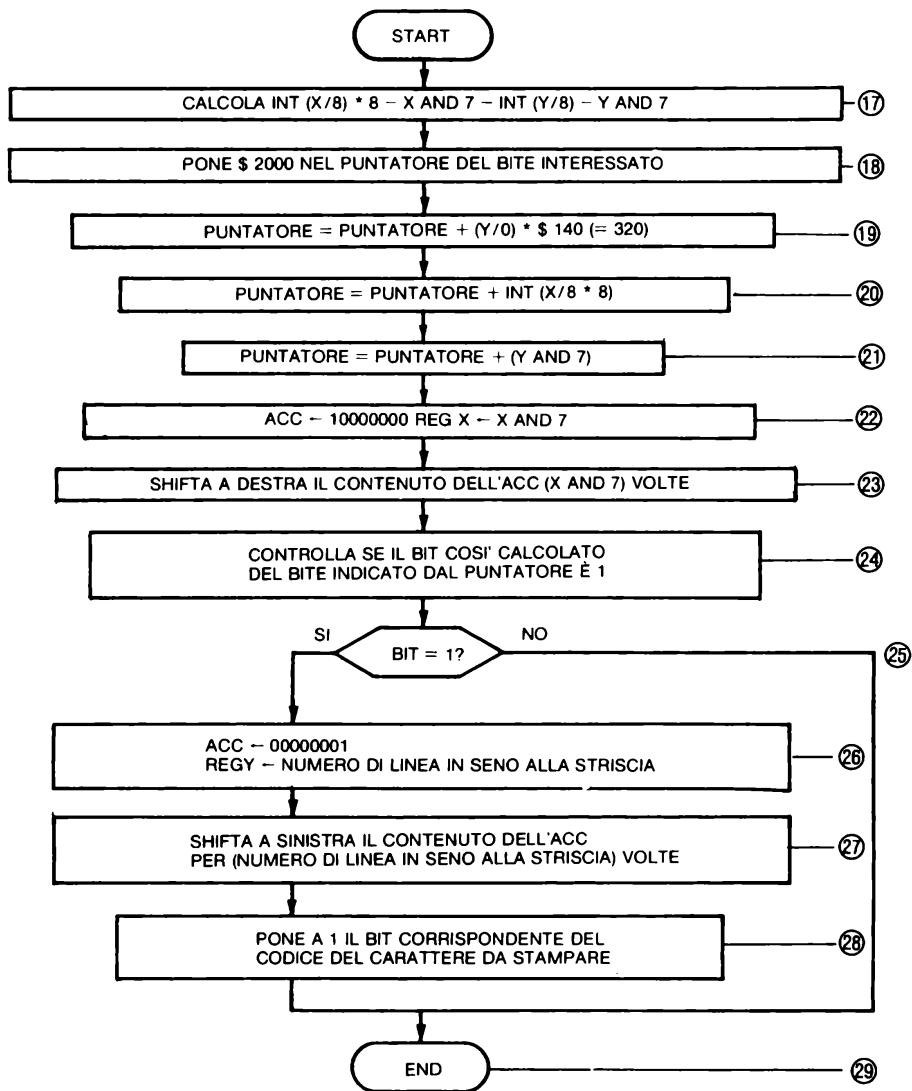 START
CALCOLA INT (X/8) * 8 – X AND 7 – INT (Y/8) – Y AND 7
⑰
PONE $ 2000 NEL PUNTATORE DEL BITE INTERESSATO
⑱
PUNTATORE = PUNTATORE + (Y/0) * $ 140 (= 320)
⑲
PUNTATORE = PUNTATORE + INT (X/8 * 8)
⑳
PUNTATORE = PUNTATORE + (Y AND 7)
㉑
ACC ← 10000000 REG X ← X AND 7
㉒
SHIFTA A DESTRA IL CONTENUTO DELL'ACC (X AND 7) VOLTE
㉓
CONTROLLA SE IL BIT COSI' CALCOLATO
DEL BITE INDICATO DAL PUNTATORE È 1
㉔
SI
NO
BIT = 1?
㉕
ACC ← 00000001
REGY ← NUMERO DI LINEA IN SENO ALLA STRISCIA
㉖
SHIFTA A SINISTRA IL CONTENUTO DELL'ACC
PER (NUMERO DI LINEA IN SENO ALLA STRISCIA) VOLTE
㉗
PONE A 1 IL BIT CORRISPONDENTE DEL
CODICE DEL CARATTERE DA STAMPARE
㉘
END
㉙